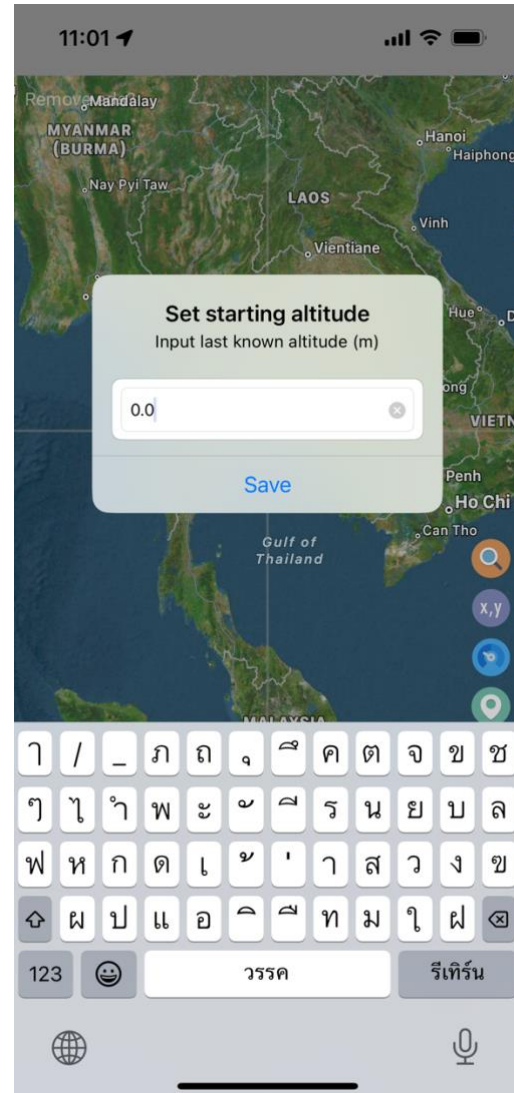 11:01
Remove
Mandalay
MYANMAR
(BURMA)
Hanoi
Haiphong
Nay Pyi Taw
LAOS
Vinh
Vientiane
Set starting altitude
Input last known altitude (m)
Hue
0.0
Save
Penh
Ho Chi
Can Tho
Gulf of
Thailand
x,y
MALAYSIA
ๅ / _ ภ ถ ุ ึ ค ต จ ข ช
ๆ ไ ำ พ ะ ั ี ร น ย บ ล
ฟ ห ก ด เ ้ ่ า ส ว ง ฃ
ผ ป แ อ ิ ื ท ม ใ ฝ
123 วรรค รีเทิร์น